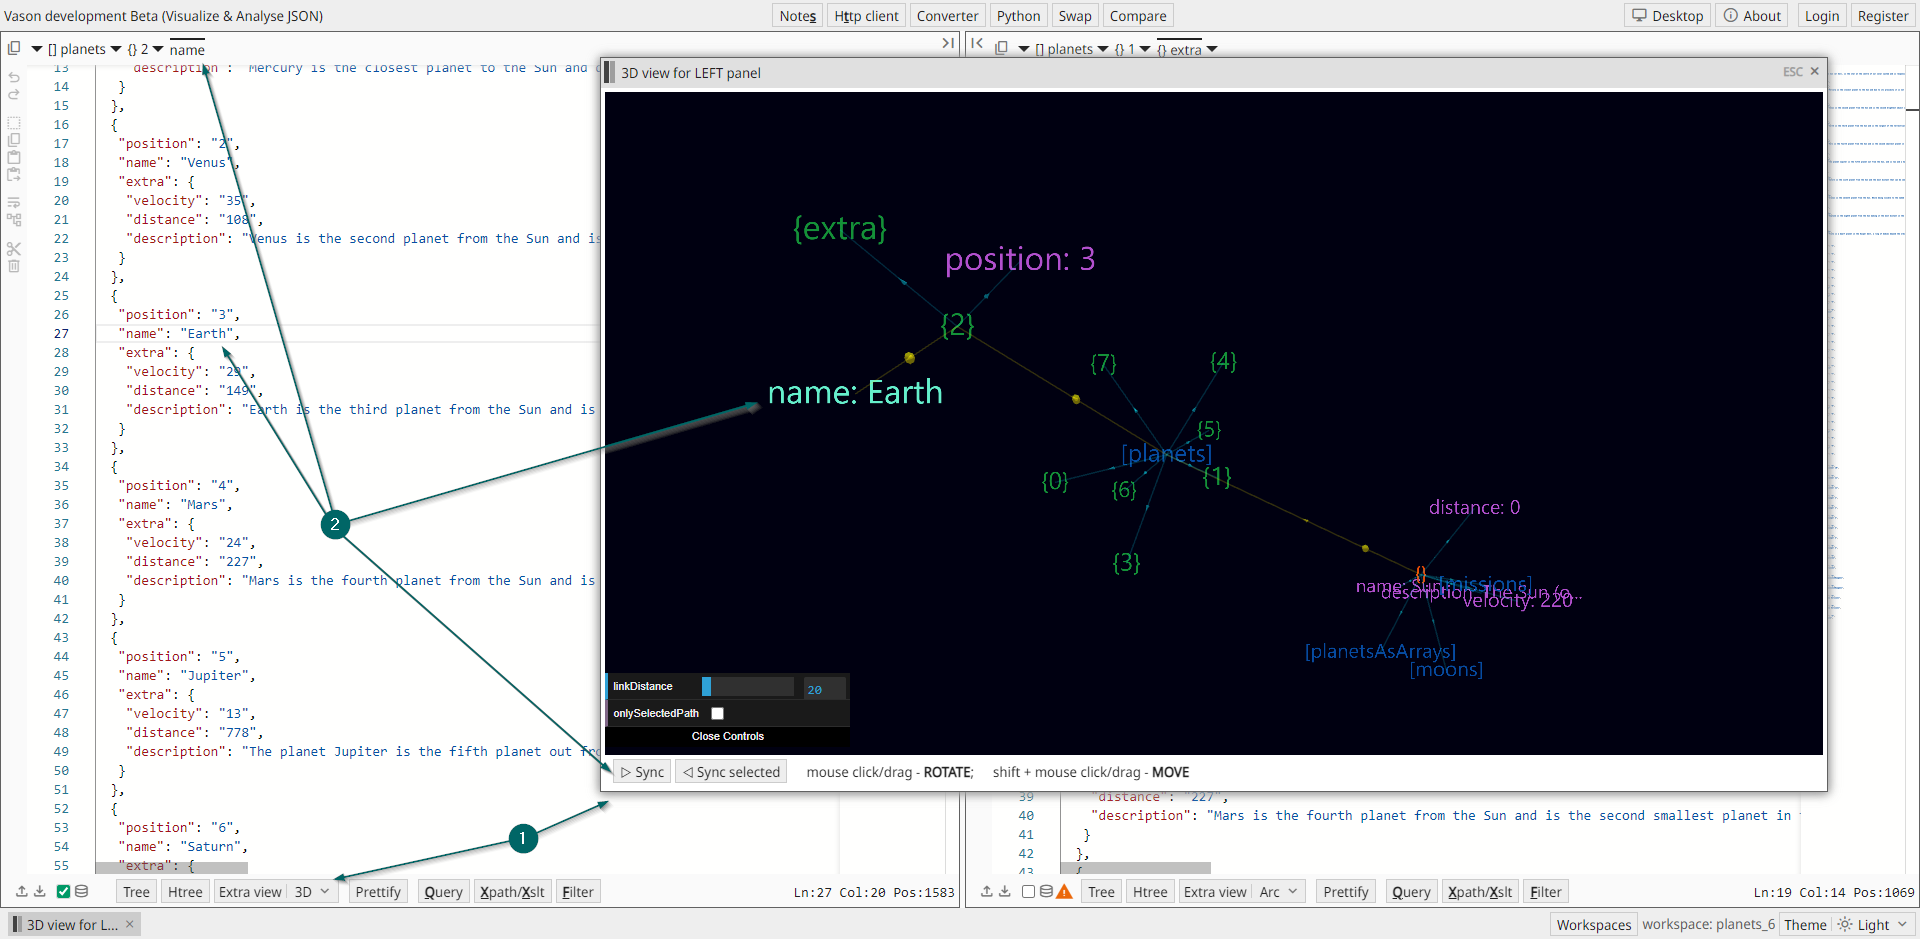 Vason development Beta (Visualize & Analyse JSON)
Notes
Http client
Converter
Python
Swap
Compare
Desktop
About
Login
Register
[] planets {} 2 name
[] planets {} 1 {} extra
13 "description": "Mercury is the closest planet to the Sun and
14 }
15 },
16 {
17 "position": "2",
18 "name": "Venus",
19 "extra": {
20 "velocity": "35",
21 "distance": "108",
22 "description": "Venus is the second planet from the Sun and is
23 }
24 },
25 {
26 "position": "3",
27 "name": "Earth",
28 "extra": {
29 "velocity": "29",
30 "distance": "149",
31 "description": "Earth is the third planet from the Sun and is
32 }
33 },
34 {
35 "position": "4",
36 "name": "Mars",
37 "extra": {
38 "velocity": "24",
39 "distance": "227",
40 "description": "Mars is the fourth planet from the Sun and is
41 }
42 },
43 {
44 "position": "5",
45 "name": "Jupiter",
46 "extra": {
47 "velocity": "13",
48 "distance": "778",
49 "description": "The planet Jupiter is the fifth planet out
50 }
51 },
52 {
53 "position": "6",
54 "name": "Saturn",
55 "extra": {
2
1
3D view for LEFT panel
ESC ×
{extra}
position: 3
{2}
name: Earth
{7}
{4}
{5}
[planets]
{0}
{6}
{1}
{3}
distance: 0
{}
name: Sun
[missions]
description: The Sun (o...
velocity: 220
[planetsAsArrays]
[moons]
linkDistance 20
onlySelectedPath
Close Controls
Sync
Sync selected
mouse click/drag - ROTATE; shift + mouse click/drag - MOVE
39 "distance": "227",
40 "description": "Mars is the fourth planet from the Sun and is the second smallest planet in
41 }
42 },
43 {
Tree
Htree
Extra view 3D
Prettify
Query
Xpath/Xslt
Filter
Ln:27 Col:20 Pos:1583
Tree
Htree
Extra view Arc
Prettify
Query
Xpath/Xslt
Filter
Ln:19 Col:14 Pos:1069
3D view for L... ×
Workspaces
workspace: planets_6
Theme
Light